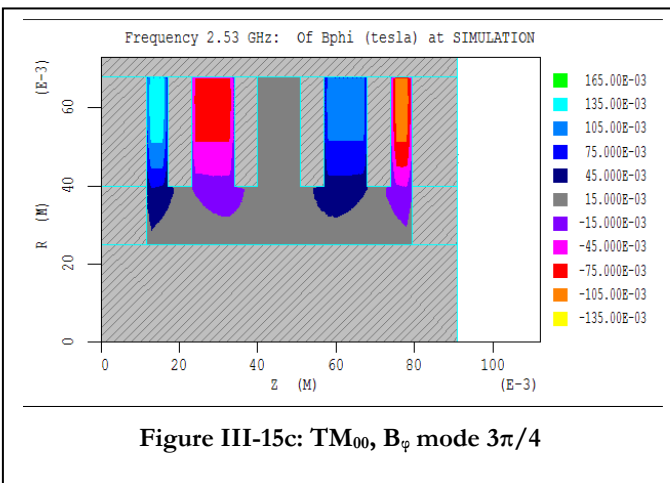 Frequency 2.53 GHz: Of Bphi (tesla) at SIMULATION
(E-3)
60
40
R (M)
20
0
0 20 40 60 80 100
Z (M) (E-3)
165.00E-03
135.00E-03
105.00E-03
75.000E-03
45.000E-03
15.000E-03
-15.000E-03
-45.000E-03
-75.000E-03
-105.00E-03
-135.00E-03
Figure III-15c: TM₀₀, Bᵩ mode 3π/4